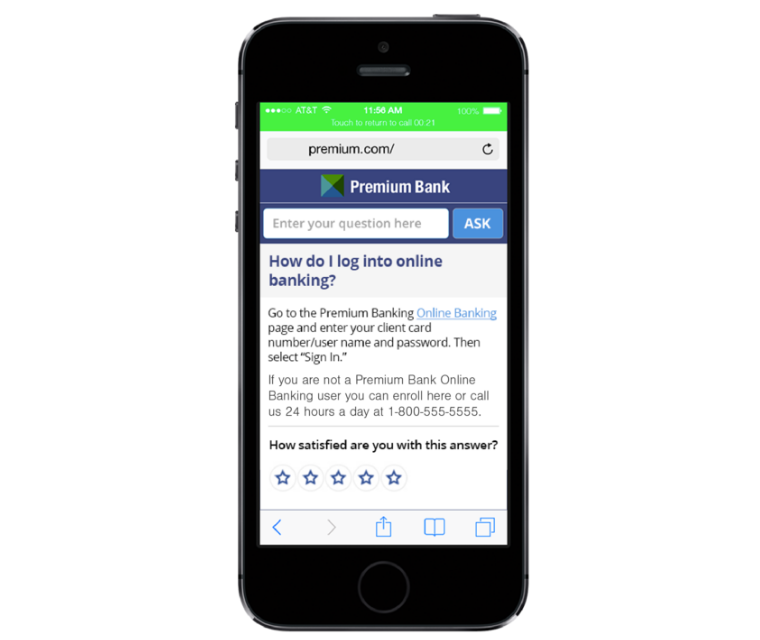 AT&T 11:56 AM 100%
Touch to return to call 00:21
premium.com/
Premium Bank
Enter your question here ASK
How do I log into online
banking?
Go to the Premium Banking Online Banking
page and enter your client card
number/user name and password. Then
select “Sign In.”
If you are not a Premium Bank Online
Banking user you can enroll here or call
us 24 hours a day at 1-800-555-5555.
How satisfied are you with this answer?